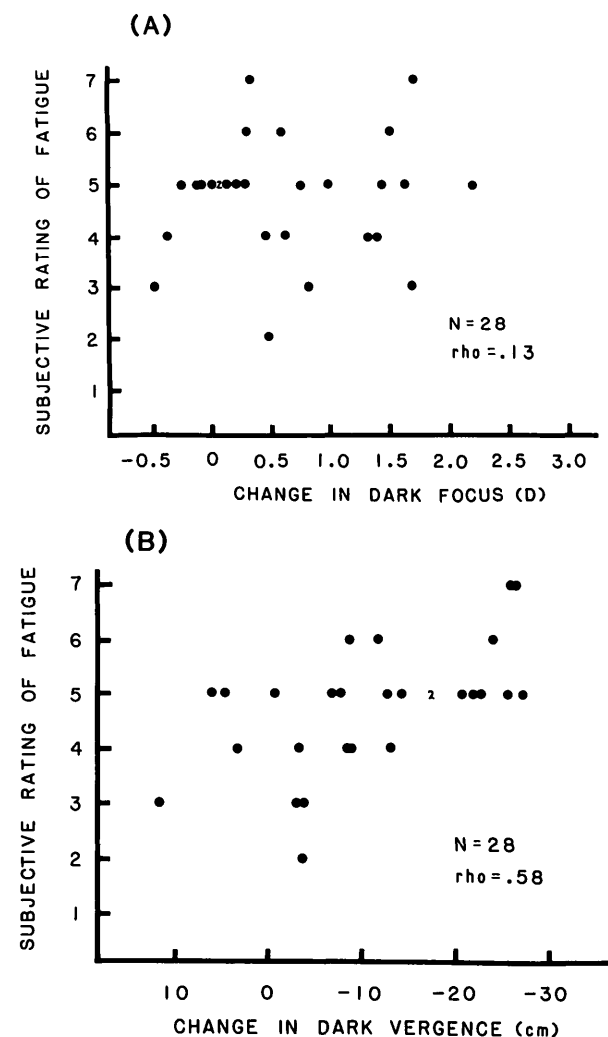 (A)
SUBJECTIVE RATING OF FATIGUE
7
6
5
4
3
2
1
2
N = 28
rho = .13
-0.5 0 0.5 1.0 1.5 2.0 2.5 3.0
CHANGE IN DARK FOCUS (D)
(B)
SUBJECTIVE RATING OF FATIGUE
7
6
5
4
3
2
1
2
N = 28
rho = .58
10 0 -10 -20 -30
CHANGE IN DARK VERGENCE (cm)